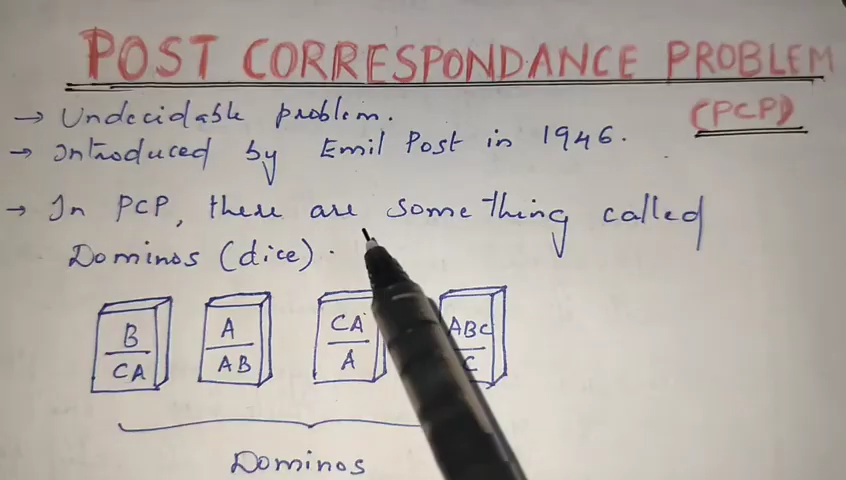 POST CORRESPONDANCE PROBLEM
(PCP)
→ Undecidable problem.
→ Introduced by Emil Post in 1946.
→ In PCP, there are something called
Dominos (dice).
B A CA ABC
CA AB A C
Dominos